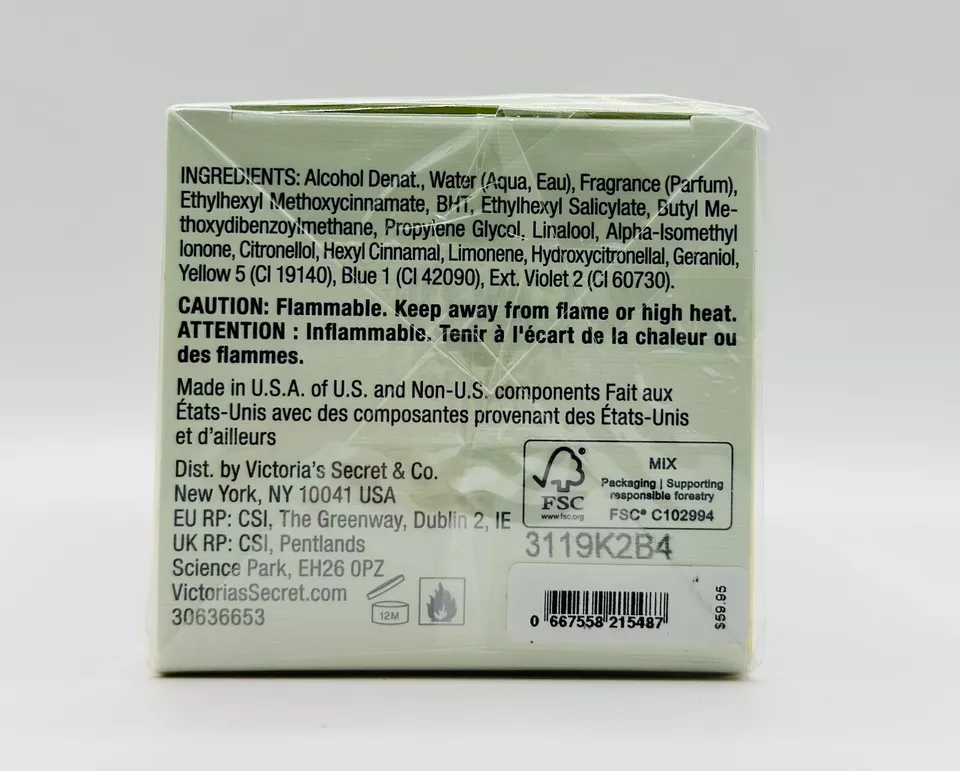 INGREDIENTS: Alcohol Denat., Water (Aqua, Eau), Fragrance (Parfum),
Ethylhexyl Methoxycinnamate, BHT, Ethylhexyl Salicylate, Butyl Me-
thoxydibenzoylmethane, Propylene Glycol, Linalool, Alpha-Isomethyl
Ionone, Citronellol, Hexyl Cinnamal, Limonene, Hydroxycitronellal, Geraniol,
Yellow 5 (CI 19140), Blue 1 (CI 42090), Ext. Violet 2 (CI 60730).
CAUTION: Flammable. Keep away from flame or high heat.
ATTENTION : Inflammable. Tenir à l'écart de la chaleur ou
des flammes.
Made in U.S.A. of U.S. and Non-U.S. components Fait aux
États-Unis avec des composantes provenant des États-Unis
et d'ailleurs
Dist. by Victoria's Secret & Co.
New York, NY 10041 USA
EU RP: CSI, The Greenway, Dublin 2, IE
UK RP: CSI, Pentlands
Science Park, EH26 0PZ
VictoriasSecret.com
30636653
12M
FSC
www.fsc.org
MIX
Packaging | Supporting
responsible forestry
FSC® C102994
3119K2B4
0 667558 215487
$59.95